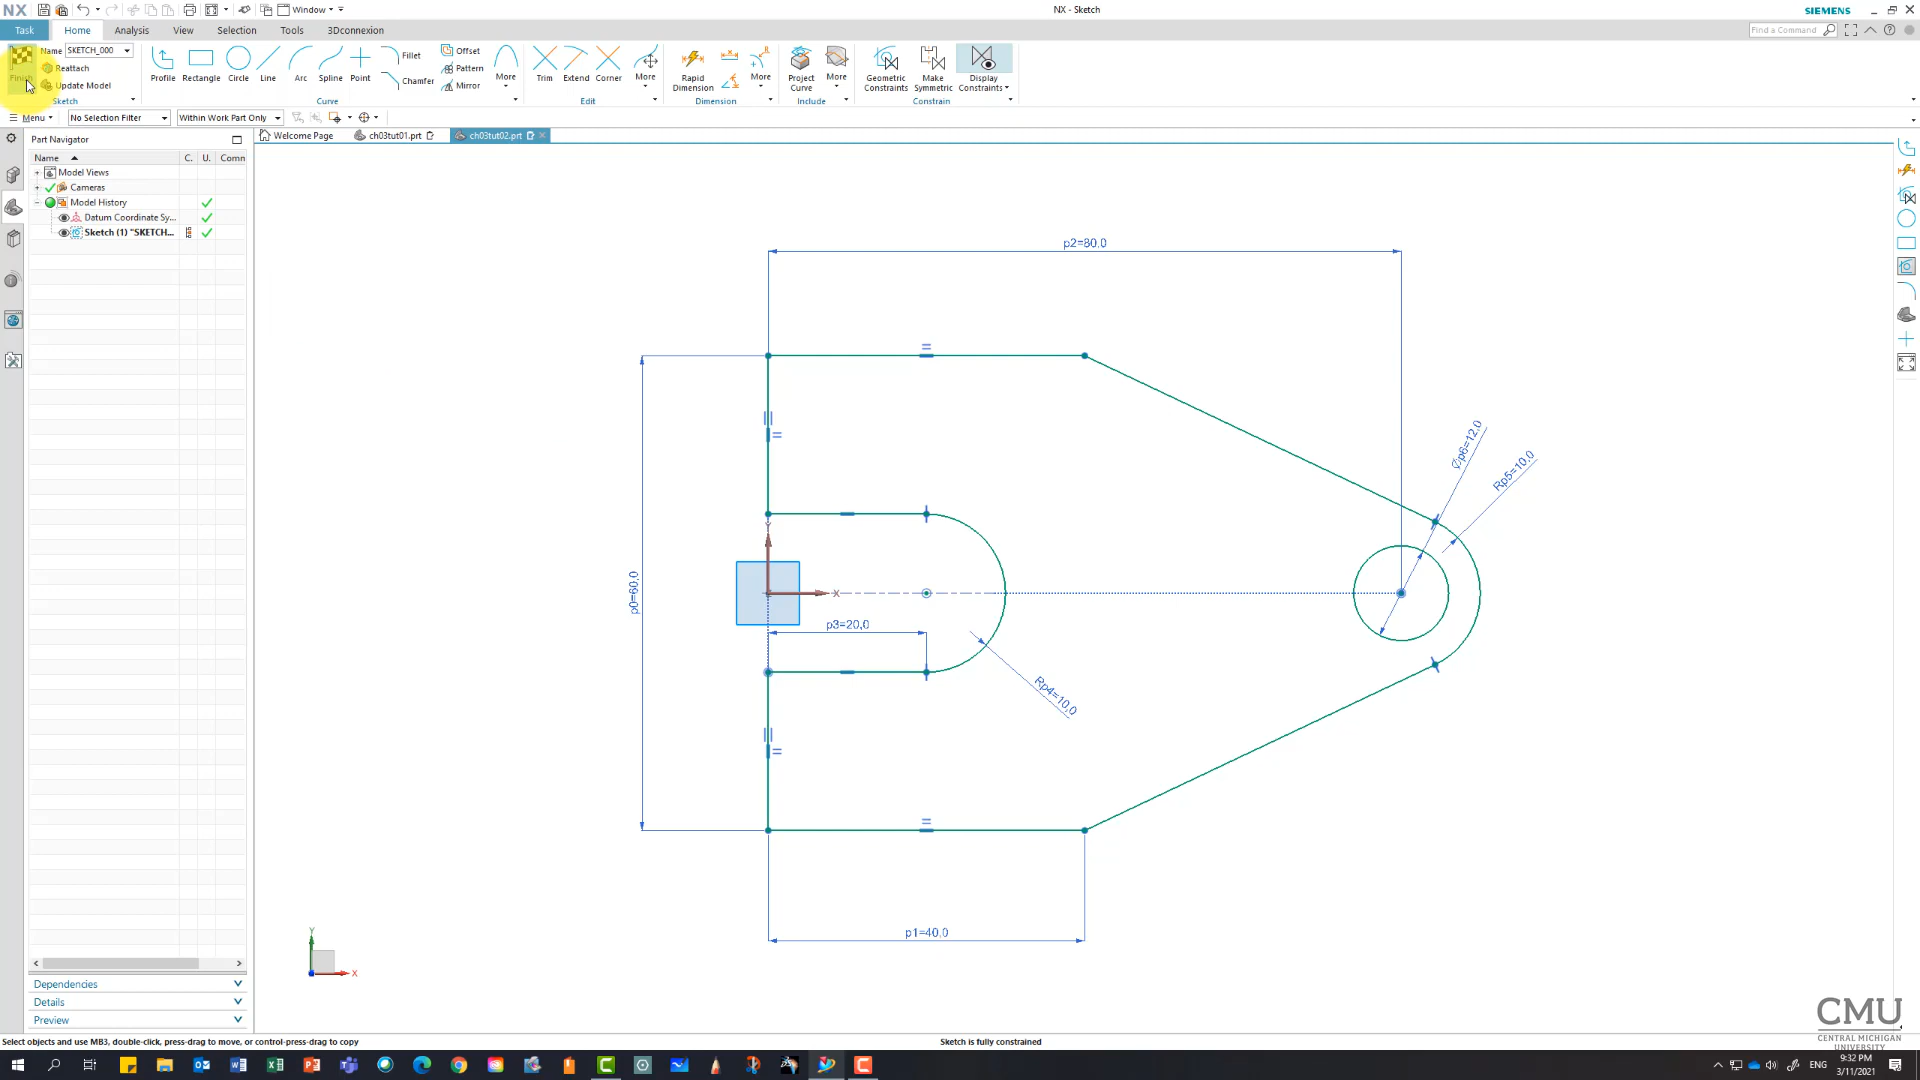 NX
Window
NX - Sketch
SIEMENS
Task
Home
Analysis
View
Selection
Tools
3Dconnexion
Find a Command
Finish
Name
SKETCH_000
Reattach
Update Model
Sketch
Profile
Rectangle
Circle
Line
Arc
Spline
Point
Fillet
Chamfer
Offset
Pattern
Mirror
More
Curve
Trim
Extend
Corner
More
Edit
Rapid
Dimension
More
Dimension
Project
Curve
More
Include
Geometric
Constraints
Make
Symmetric
Display
Constraints
Constrain
Menu
No Selection Filter
Within Work Part Only
Part Navigator
Welcome Page
ch03tut01.prt
ch03tut02.prt
Name
C.
U.
Comn
Model Views
Cameras
Model History
Datum Coordinate Sy...
Sketch (1) "SKETCH...
p2=80,0
Øp6=12,0
Rp5=10,0
p0=60,0
Y
X
p3=20,0
Rp4=10,0
p1=40,0
Y
X
Dependencies
Details
Preview
CMU
CENTRAL MICHIGAN
UNIVERSITY
Select objects and use MB3, double-click, press-drag to move, or control-press-drag to copy
Sketch is fully constrained
ENG
9:32 PM
3/11/2021